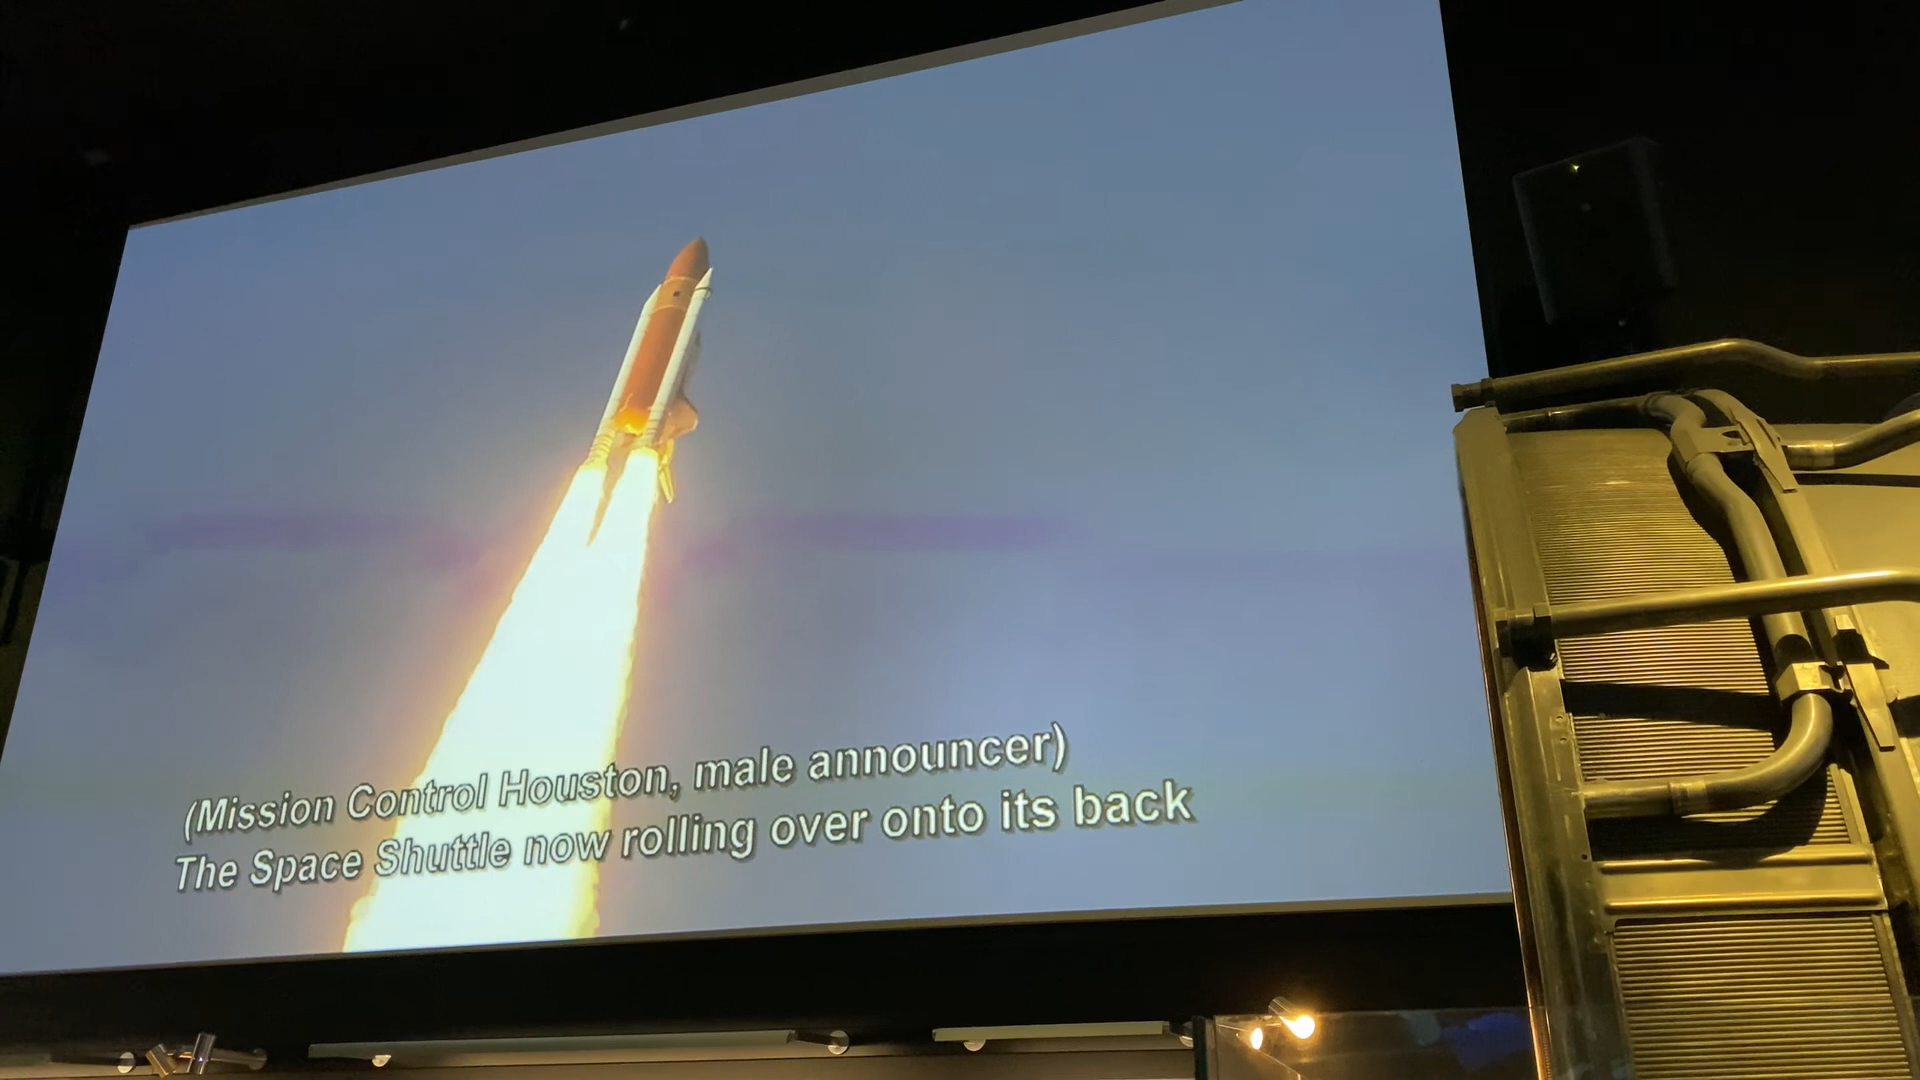 (Mission Control Houston, male announcer)
The Space Shuttle now rolling over onto its back